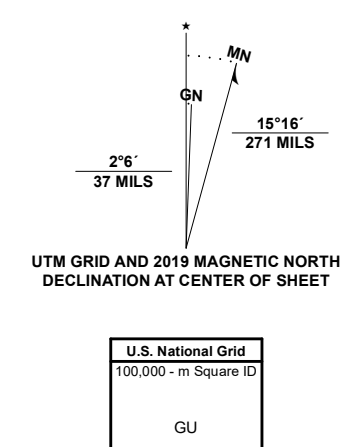 MN
GN
15°16´
271 MILS
2°6´
37 MILS
UTM GRID AND 2019 MAGNETIC NORTH
DECLINATION AT CENTER OF SHEET
U.S. National Grid
100,000 - m Square ID
GU